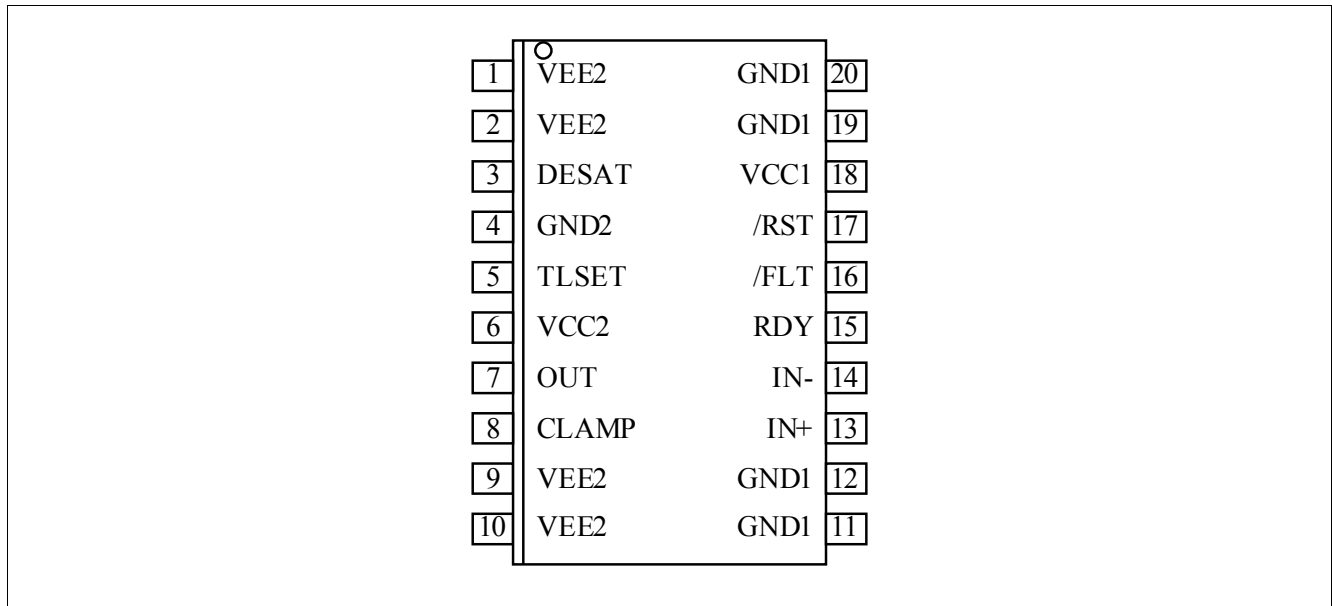 1 VEE2 GND1 20
2 VEE2 GND1 19
3 DESAT VCC1 18
4 GND2 /RST 17
5 TLSET /FLT 16
6 VCC2 RDY 15
7 OUT IN- 14
8 CLAMP IN+ 13
9 VEE2 GND1 12
10 VEE2 GND1 11